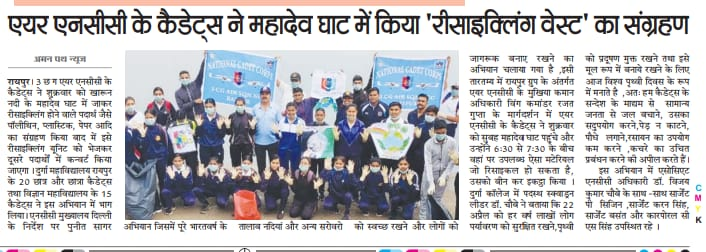 एयर एनसीसी के कैडेट्स ने महादेव घाट में किया 'रीसाइक्लिंग वेस्ट' का संग्रहण
अमन पथ न्यूज
रायपुर। 3 छ ग एयर एनसीसी के
कैडेट्स ने शुक्रवार को खारून
नदी के महादेव घाट में जाकर
रीसाइक्लिंग होने वाले पदार्थ जैसे
पॉलीथिन, प्लास्टिक, पेपर आदि
का संग्रहण किया बाद में इसे
रीसाइक्लिंग यूनिट को भेजकर
दूसरे पदार्थों में कन्वर्ट किया
जाएगा। दुर्गा महाविद्यालय रायपुर
के 20 छात्र और छात्रा कैडेट्स
तथा विज्ञान महाविद्यालय के 15
कैडेट्स ने इस अभियान में भाग
लिया। एनसीसी मुख्यालय दिल्ली
के निर्देश पर पुनीत सागर
NATIONAL CADET CORPS
NATIONAL CADET CORPS
अभियान जिसमें पूरे भारतवर्ष के
तालाब नदियां और अन्य सरोवरो
को स्वच्छ रखने और लोगों को
जागरूक बनाए रखने का
अभियान चलाया गया है ,इसी
तारतम्य में रायपुर ग्रुप के अंतर्गत
एयर एनसीसी के मुखिया कमान
अधिकारी विंग कमांडर रजत
गुप्ता के मार्गदर्शन में एयर
एनसीसी के कैडेट्स ने शुक्रवार
को सुबह महादेव घाट पहुंचे और
उन्होंने 6:30 से 7:30 के बीच
वहां पर उपलब्ध ऐसा मटेरियल
जो रिसाइकल हो सकता है,
उसको बीन कर इकट्ठा किया ।
दुर्गा कॉलेज में पदस्थ स्क्वाड्रन
लीडर डॉ. चौबे ने बताया कि 22
अप्रैल को हर वर्ष लाखों लोग
पर्यावरण को सुरक्षित रखने,पृथ्वी
को प्रदूषण मुक्त रखने तथा इसे
मूल रूप में बनाये रखने के लिए
आज विश्व पृथ्वी दिवस के रूप
में मनाते है , अतः हम कैडेट्स के
सन्देश के माध्यम से सामान्य
जनता से जल बचाने, उसका
सदुपयोग करने,पेड़ न काटने,
पौधे लगाने,रसायन का उपयोग
कम करने ,कचरे का उचित
प्रबंधन करने की अपील करते हैं।
इस अभियान में एसोसिएट
एनसीसी अधिकारी डॉ. विजय
कुमार चौबे के साथ -साथ सार्जेंट
पी सिजिन ,सार्जेंट करन सिंह,
सार्जेंट बसंत और कारपोरल सी
एस सिंह उपस्थित रहे ।
C
M
Y
K